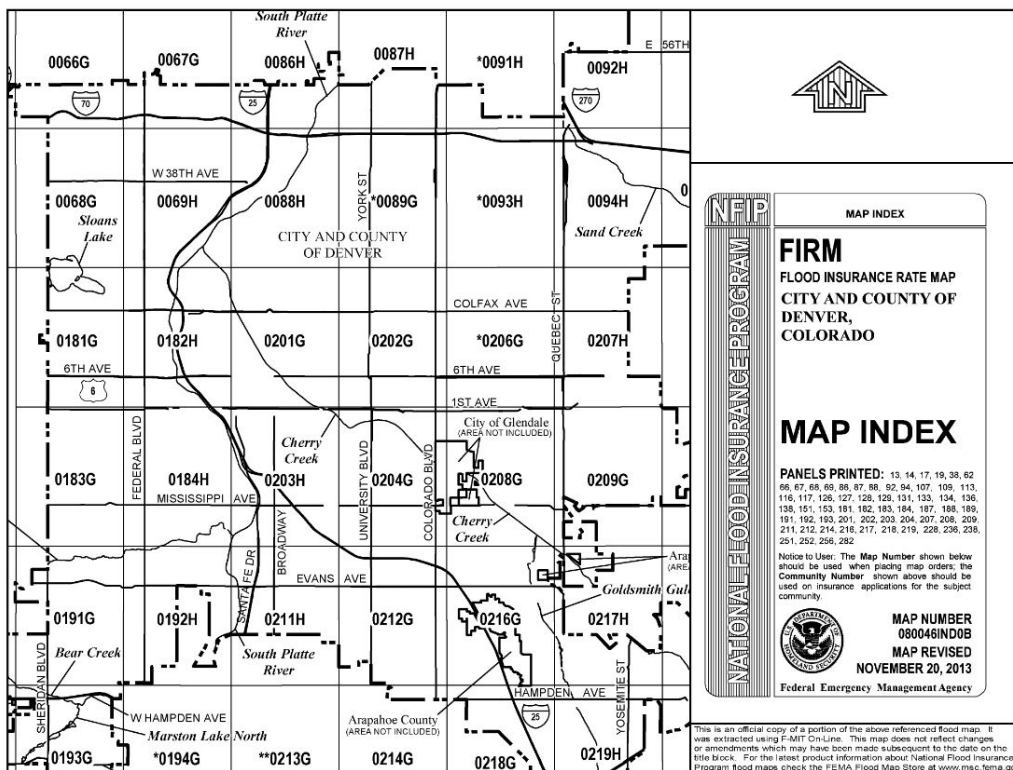 South Platte
River
0066G
0067G
0086H
0087H
*0091H
0092H
E 56TH
70
25
270
W 38TH AVE
0068G
0069H
0088H
YORK ST
*0089G
*0093H
0094H
0
Sloans
Lake
CITY AND COUNTY
OF DENVER
Sand Creek
COLFAX AVE
QUEBEC ST
0181G
0182H
0201G
0202G
*0206G
0207H
6TH AVE
6TH AVE
6
1ST AVE
FEDERAL BLVD
Cherry
Creek
UNIVERSITY BLVD
COLORADO BLVD
City of Glendale
(AREA NOT INCLUDED)
0183G
0184H
0203H
0204G
0208G
0209G
MISSISSIPPI AVE
Cherry
Creek
SANTA FE DR
BROADWAY
EVANS AVE
Arap
(AREA
Goldsmith Gul
0191G
0192H
0211H
0212G
0216G
0217H
SHERIDAN BLVD
Bear Creek
South Platte
River
YOSEMITE ST
HAMPDEN AVE
W HAMPDEN AVE
Marston Lake North
Arapahoe County
(AREA NOT INCLUDED)
25
0193G
*0194G
**0213G
0214G
0218G
0219H
N
NFIP
MAP INDEX
NATIONAL FLOOD INSURANCE PROGRAM
FIRM
FLOOD INSURANCE RATE MAP
CITY AND COUNTY OF
DENVER,
COLORADO
MAP INDEX
PANELS PRINTED: 13, 14, 17, 19, 38, 62
66, 67, 68, 69, 86, 87, 88, 92, 94, 107, 109, 113,
116, 117, 126, 127, 128, 129, 131, 133, 134, 136,
138, 151, 153, 181, 182, 183, 184, 187, 188, 189,
191, 192, 193, 201, 202, 203, 204, 207, 208, 209,
211, 212, 214, 216, 217, 218, 219, 228, 236, 238,
251, 252, 256, 282
Notice to User: The Map Number shown below
should be used when placing map orders; the
Community Number shown above should be
used on insurance applications for the subject
community.
U.S. DEPARTMENT OF
HOMELAND SECURITY
MAP NUMBER
080046IND0B
MAP REVISED
NOVEMBER 20, 2013
Federal Emergency Management Agency
This is an official copy of a portion of the above referenced flood map. It
was extracted using F-MIT On-Line. This map does not reflect changes
or amendments which may have been made subsequent to the date on the
title block. For the latest product information about National Flood Insurance
Program flood maps check the FEMA Flood Map Store at www.msc.fema.go